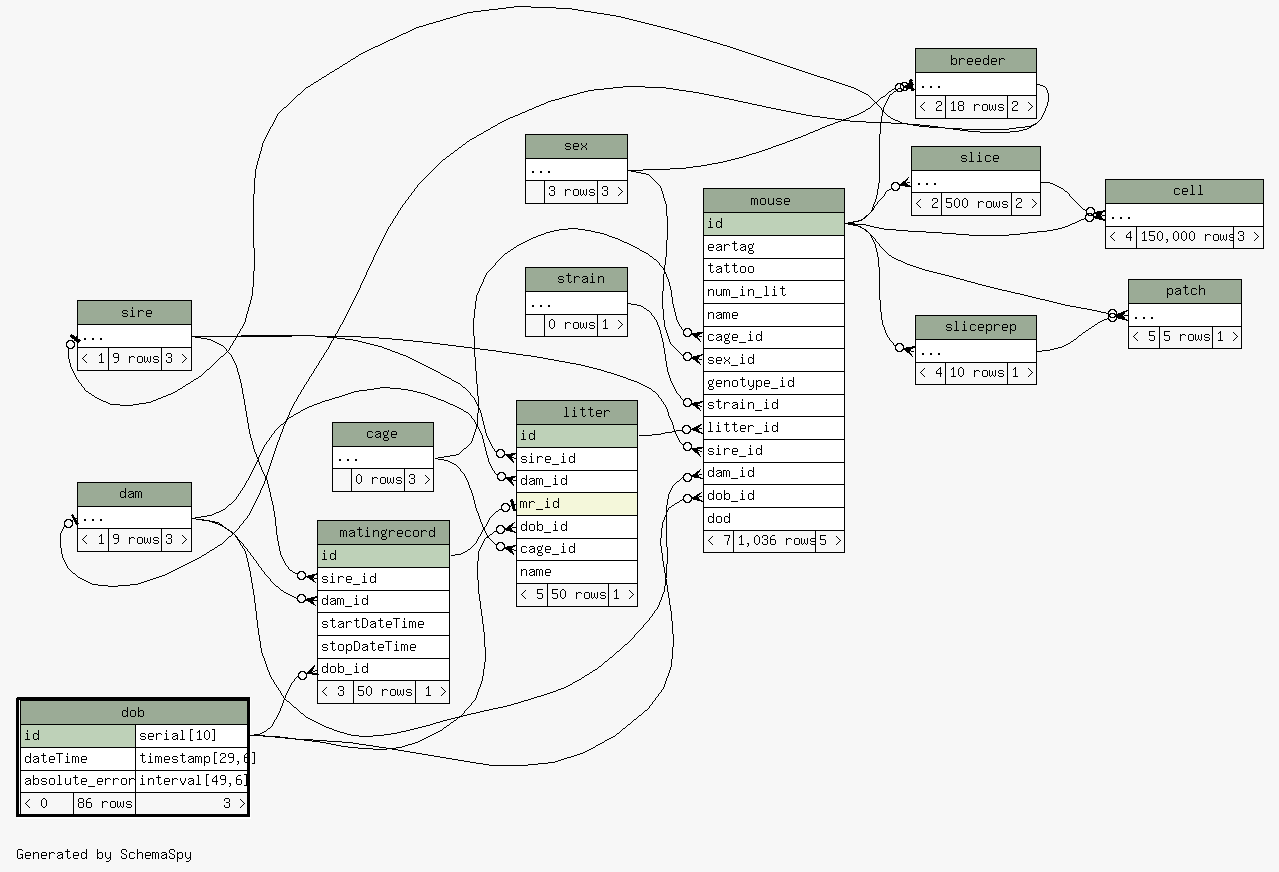 breeder
...
< 2 18 rows 2 >
sex
...
3 rows 3 >
slice
...
< 2 500 rows 2 >
cell
...
< 4 150,000 rows 3 >
mouse
id
eartag
tattoo
num_in_lit
name
cage_id
sex_id
genotype_id
strain_id
litter_id
sire_id
dam_id
dob_id
dod
< 7 1,036 rows 5 >
strain
...
0 rows 1 >
patch
...
< 5 5 rows 1 >
sliceprep
...
< 4 10 rows 1 >
sire
...
< 1 9 rows 3 >
litter
id
sire_id
dam_id
mr_id
dob_id
cage_id
name
< 5 50 rows 1 >
cage
...
0 rows 3 >
dam
...
< 1 9 rows 3 >
matingrecord
id
sire_id
dam_id
startDateTime
stopDateTime
dob_id
< 3 50 rows 1 >
dob
id serial[10]
dateTime timestamp[29,6]
absolute_error interval[49,6]
< 0 86 rows 3 >
Generated by SchemaSpy